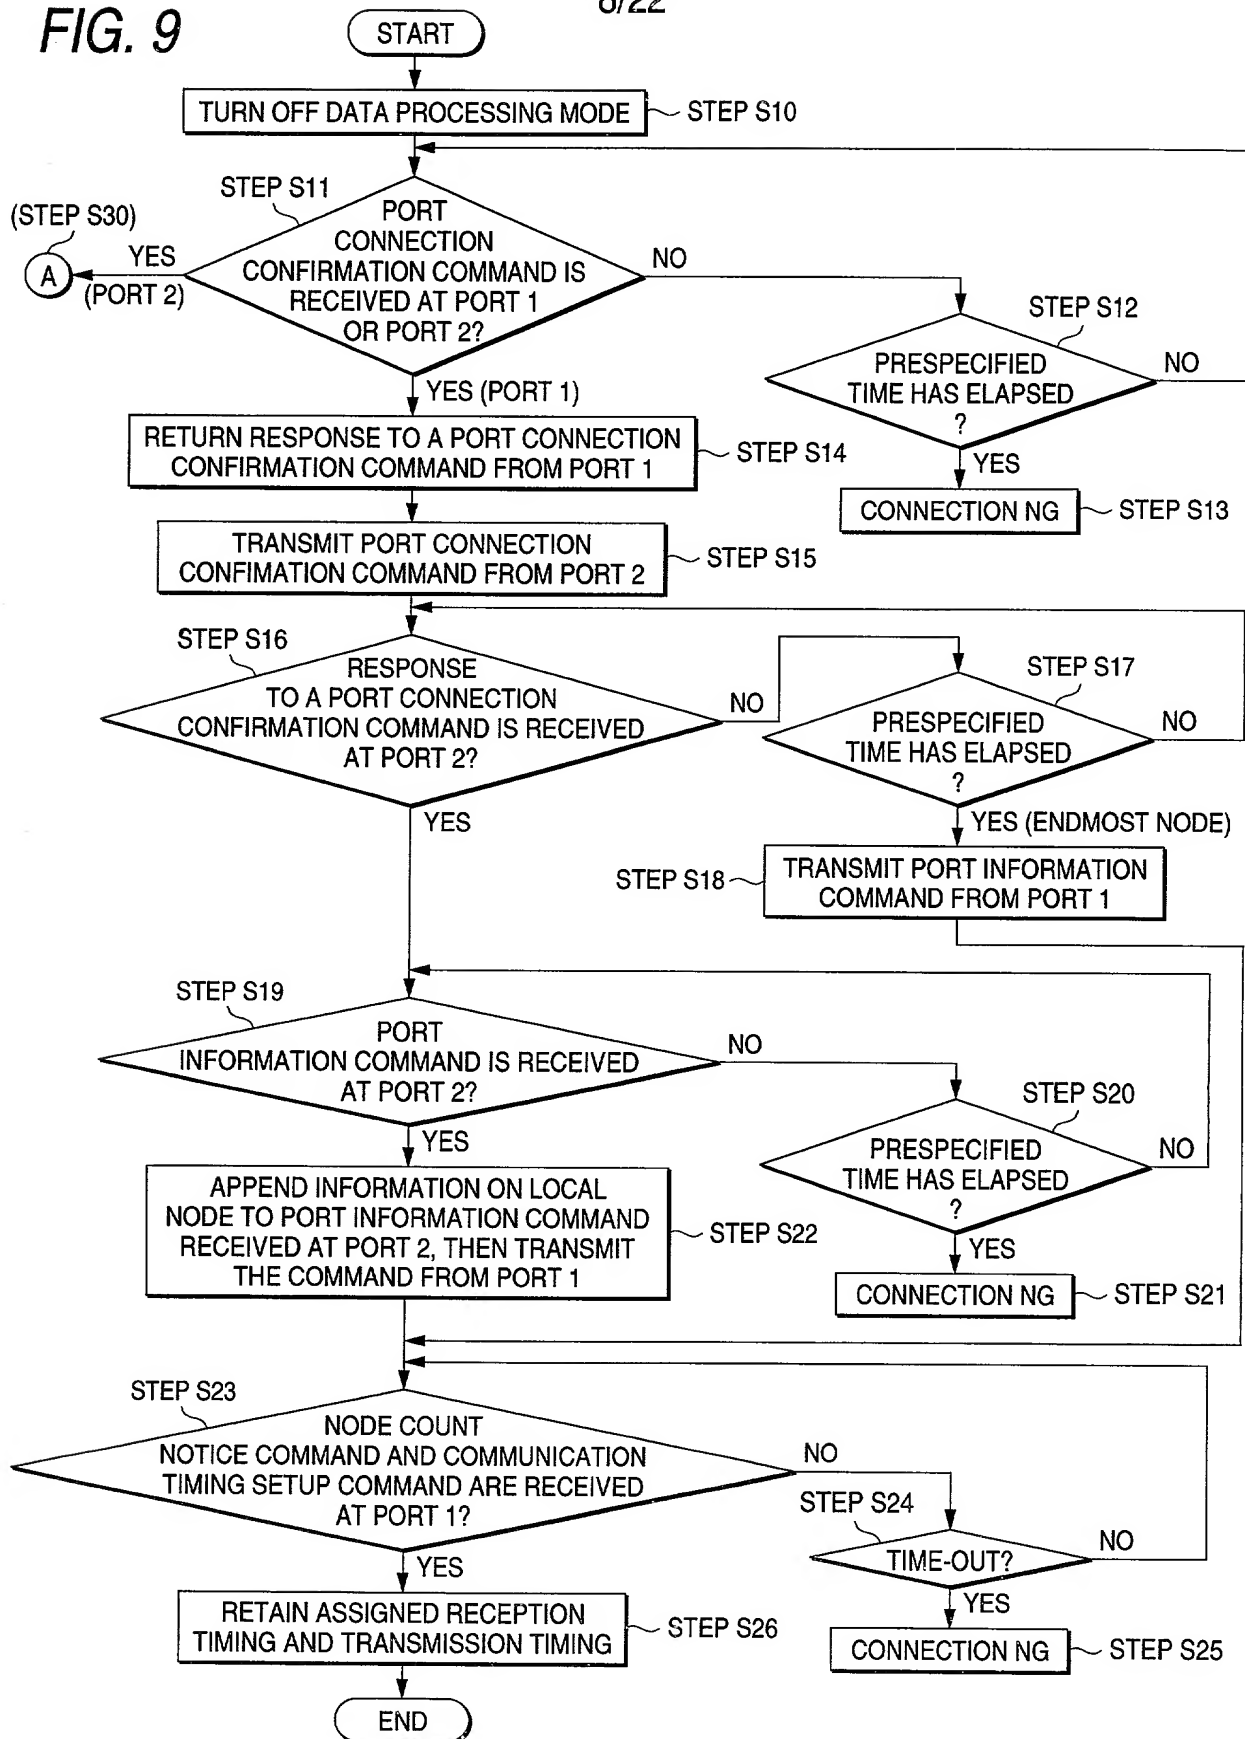 FIG. 9
8/22
START
TURN OFF DATA PROCESSING MODE
STEP S10
STEP S11
(STEP S30)
PORT
CONNECTION
CONFIRMATION COMMAND IS
RECEIVED AT PORT 1
OR PORT 2?
YES
(PORT 2)
A
NO
STEP S12
PRESPECIFIED
TIME HAS ELAPSED
?
NO
YES (PORT 1)
YES
RETURN RESPONSE TO A PORT CONNECTION
CONFIRMATION COMMAND FROM PORT 1
STEP S14
CONNECTION NG
STEP S13
TRANSMIT PORT CONNECTION
CONFIMATION COMMAND FROM PORT 2
STEP S15
STEP S16
RESPONSE
TO A PORT CONNECTION
CONFIRMATION COMMAND IS RECEIVED
AT PORT 2?
NO
STEP S17
PRESPECIFIED
TIME HAS ELAPSED
?
NO
YES
YES (ENDMOST NODE)
STEP S18
TRANSMIT PORT INFORMATION
COMMAND FROM PORT 1
STEP S19
PORT
INFORMATION COMMAND IS RECEIVED
AT PORT 2?
NO
STEP S20
PRESPECIFIED
TIME HAS ELAPSED
?
NO
YES
APPEND INFORMATION ON LOCAL
NODE TO PORT INFORMATION COMMAND
RECEIVED AT PORT 2, THEN TRANSMIT
THE COMMAND FROM PORT 1
STEP S22
YES
CONNECTION NG
STEP S21
STEP S23
NODE COUNT
NOTICE COMMAND AND COMMUNICATION
TIMING SETUP COMMAND ARE RECEIVED
AT PORT 1?
NO
STEP S24
TIME-OUT?
NO
YES
YES
RETAIN ASSIGNED RECEPTION
TIMING AND TRANSMISSION TIMING
STEP S26
CONNECTION NG
STEP S25
END